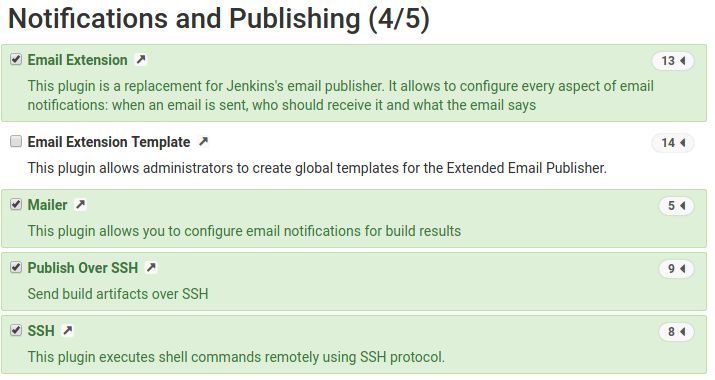 Notifications and Publishing (4/5)
Email Extension
13
This plugin is a replacement for Jenkins's email publisher. It allows to configure every aspect of email
notifications: when an email is sent, who should receive it and what the email says
Email Extension Template
14
This plugin allows administrators to create global templates for the Extended Email Publisher.
Mailer
5
This plugin allows you to configure email notifications for build results
Publish Over SSH
9
Send build artifacts over SSH
SSH
8
This plugin executes shell commands remotely using SSH protocol.